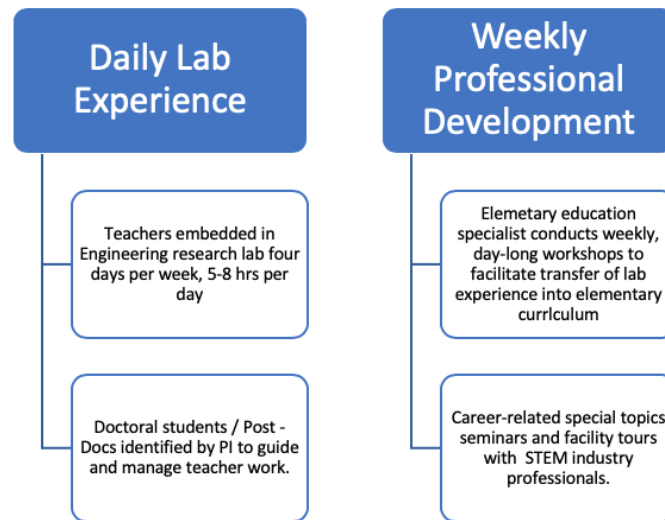 Daily Lab
Experience
Teachers embedded in
Engineering research lab four
days per week, 5-8 hrs per
day
Doctoral students / Post -
Docs identified by PI to guide
and manage teacher work.
Weekly
Professional
Development
Elemetary education
specialist conducts weekly,
day-long workshops to
facilitate transfer of lab
experience into elementary
currlculum
Career-related special topics
seminars and facility tours
with  STEM industry
professionals.